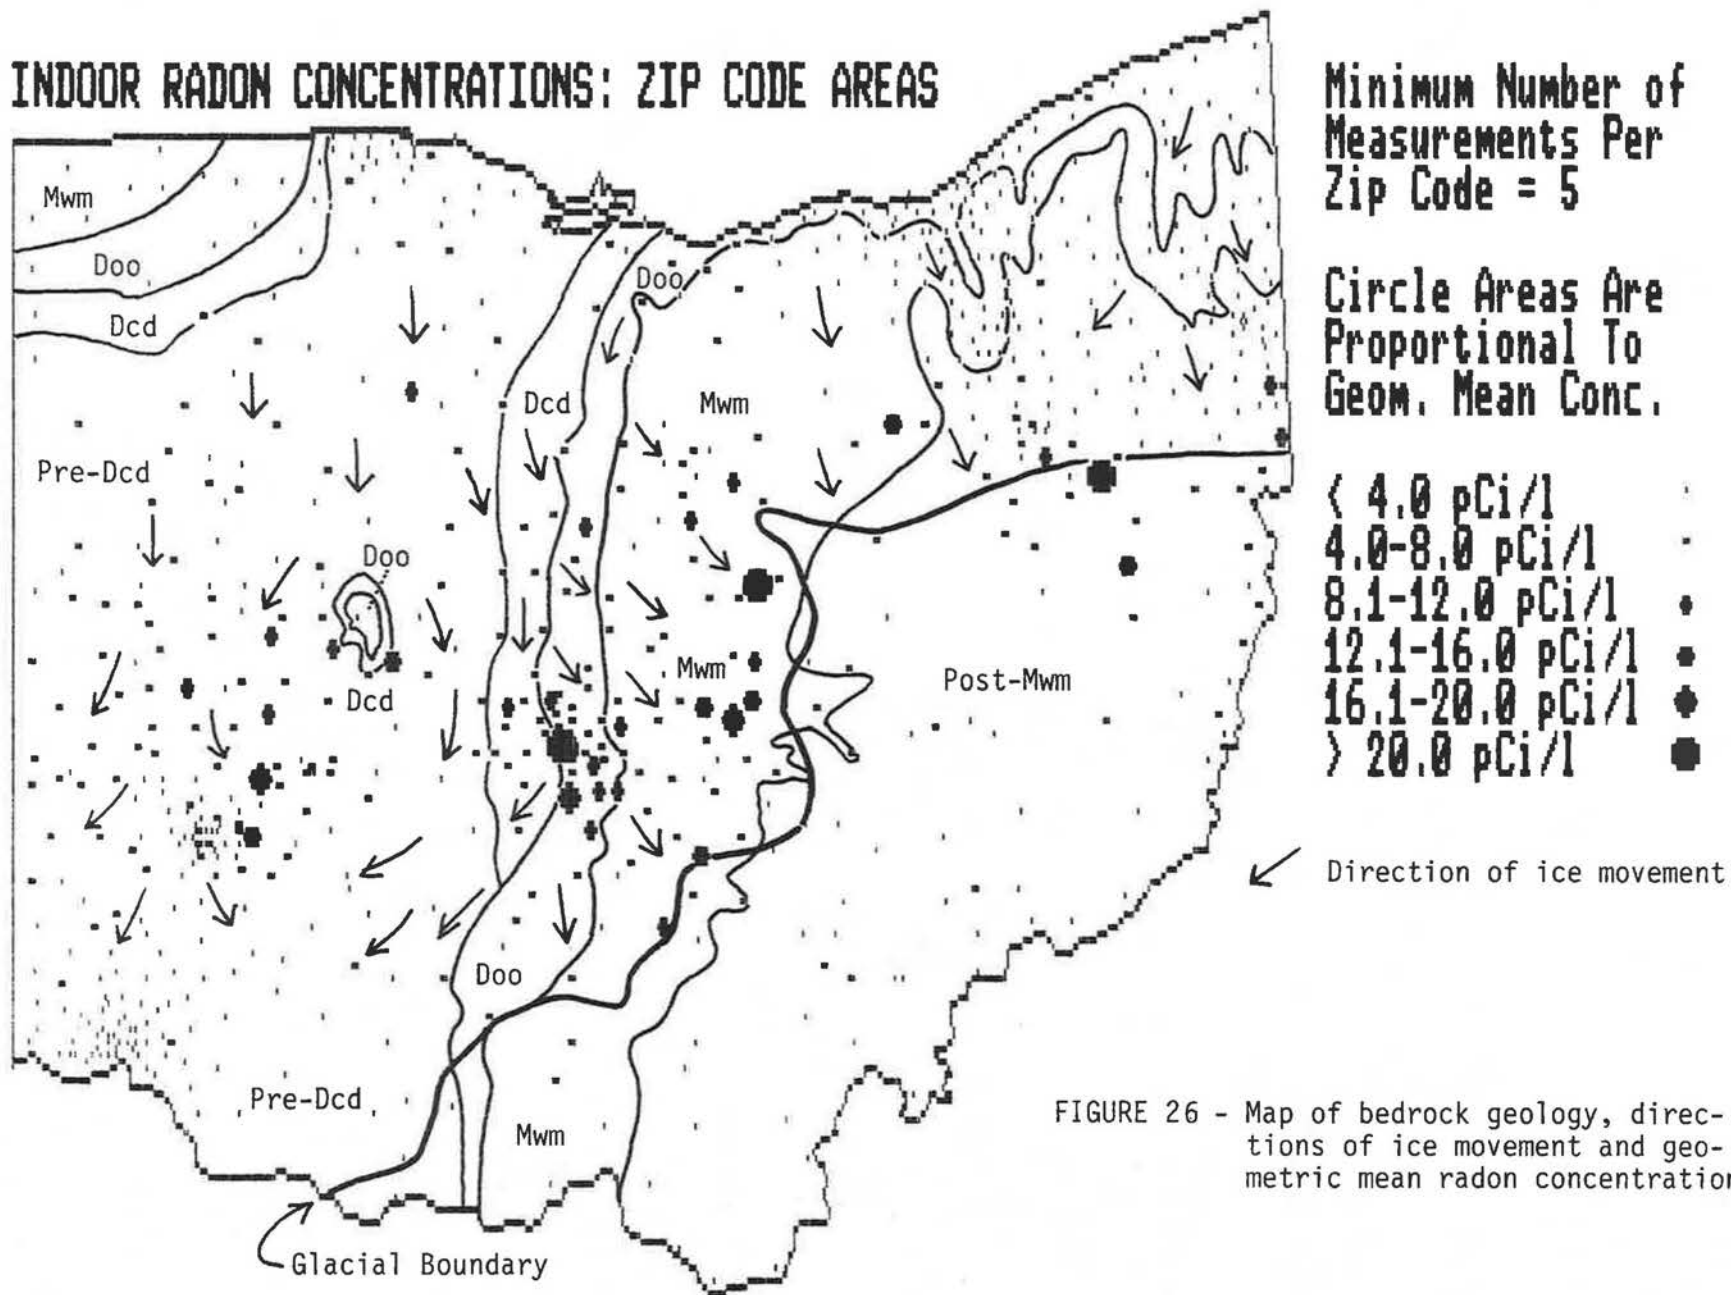 INDOOR RADON CONCENTRATIONS: ZIP CODE AREAS
Minimum Number of
Measurements Per
Zip Code = 5
Circle Areas Are
Proportional To
Geom. Mean Conc.
< 4.0 pCi/l
4.0-8.0 pCi/l
8.1-12.0 pCi/l
12.1-16.0 pCi/l
16.1-20.0 pCi/l
> 20.0 pCi/l
Direction of ice movement
Mwm
Doo
Dcd
Doo
Dcd
Mwm
Pre-Dcd
Doo
Dcd
Mwm
Post-Mwm
Doo
Pre-Dcd
Mwm
Glacial Boundary
FIGURE 26 - Map of bedrock geology, direc-
tions of ice movement and geo-
metric mean radon concentration